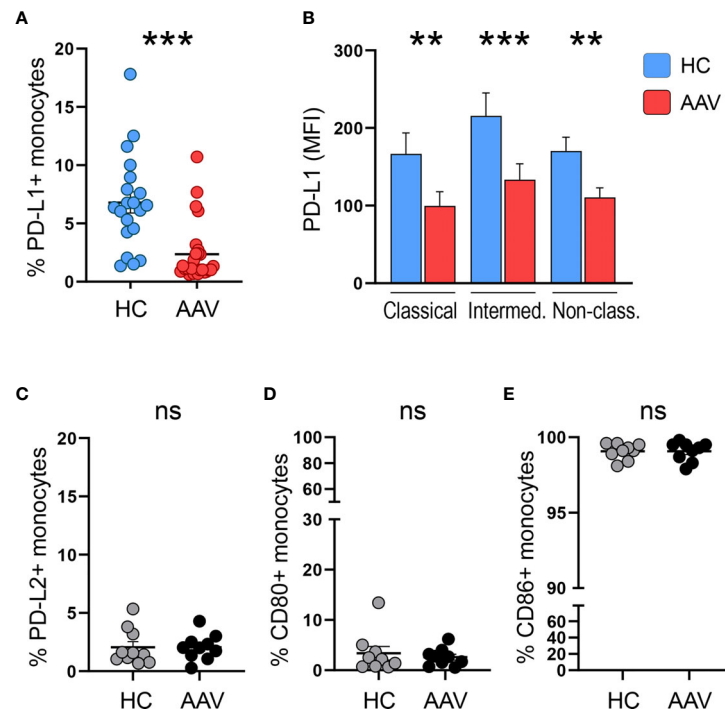 A
***
% PD-L1+ monocytes
20
15
10
5
0
HC
AAV
B
** *** **
PD-L1 (MFI)
300
200
100
0
Classical
Intermed.
Non-class.
HC
AAV
C
ns
% PD-L2+ monocytes
20
15
10
5
0
HC
AAV
D
ns
% CD80+ monocytes
100
80
60
40
30
20
10
0
HC
AAV
E
ns
% CD86+ monocytes
100
95
90
60
40
20
0
HC
AAV